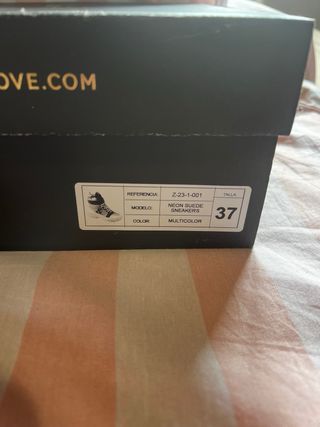 OVE.COM
REFERENCIA: Z-23-1-001
MODELO: NEON SUEDE
SNEAKERS
COLOR: MULTICOLOR
TALLA:
37